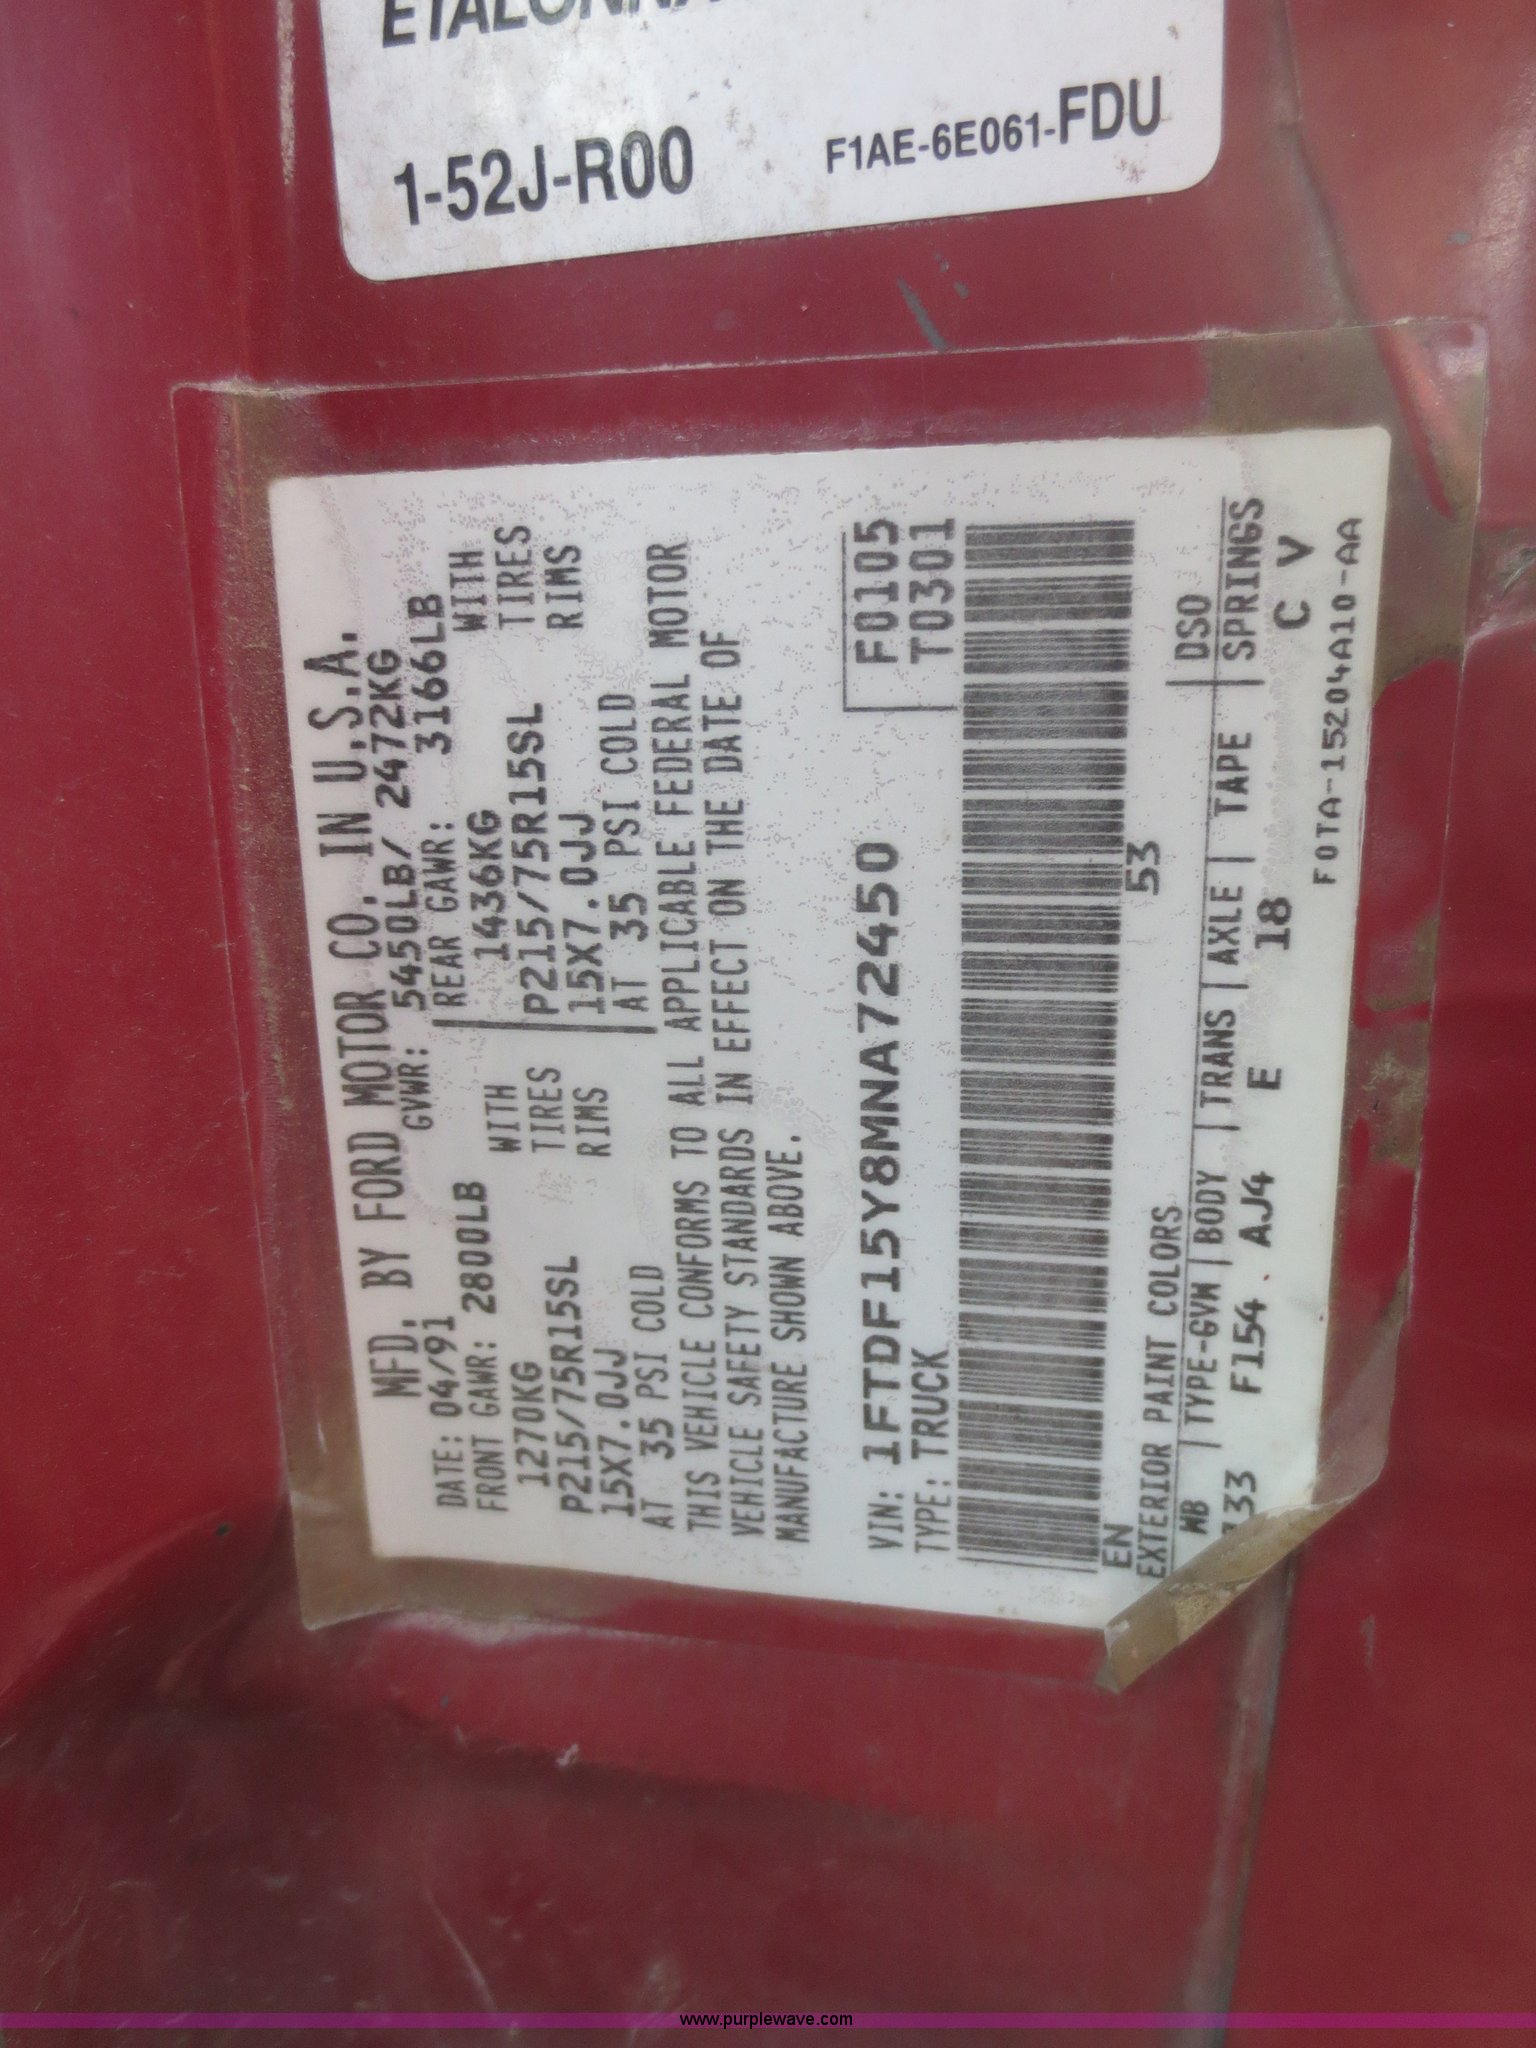 1-52J-R00 F1AE-6E061-FDU
MFD. BY FORD MOTOR CO. IN U.S.A.
DATE: 04/91 GVWR: 5450LB/ 2472KG
FRONT GAWR: 2800LB REAR GAWR: 3166LB
1270KG WITH 1436KG WITH
P215/75R15SL TIRES P215/75R15SL TIRES
15X7.0JJ RIMS 15X7.0JJ RIMS
AT 35 PSI COLD AT 35 PSI COLD
THIS VEHICLE CONFORMS TO ALL APPLICABLE FEDERAL MOTOR
VEHICLE SAFETY STANDARDS IN EFFECT ON THE DATE OF
MANUFACTURE SHOWN ABOVE.
VIN: 1FTDF15Y8MNA72450 F0105
TYPE: TRUCK T0301
EN 53
EXTERIOR PAINT COLORS DSO
WB TYPE-GVW BODY TRANS AXLE TAPE SPRINGS
133 F154 AJ4 E 18 C V
F0TA-15204A10-AA
www.purplewave.com